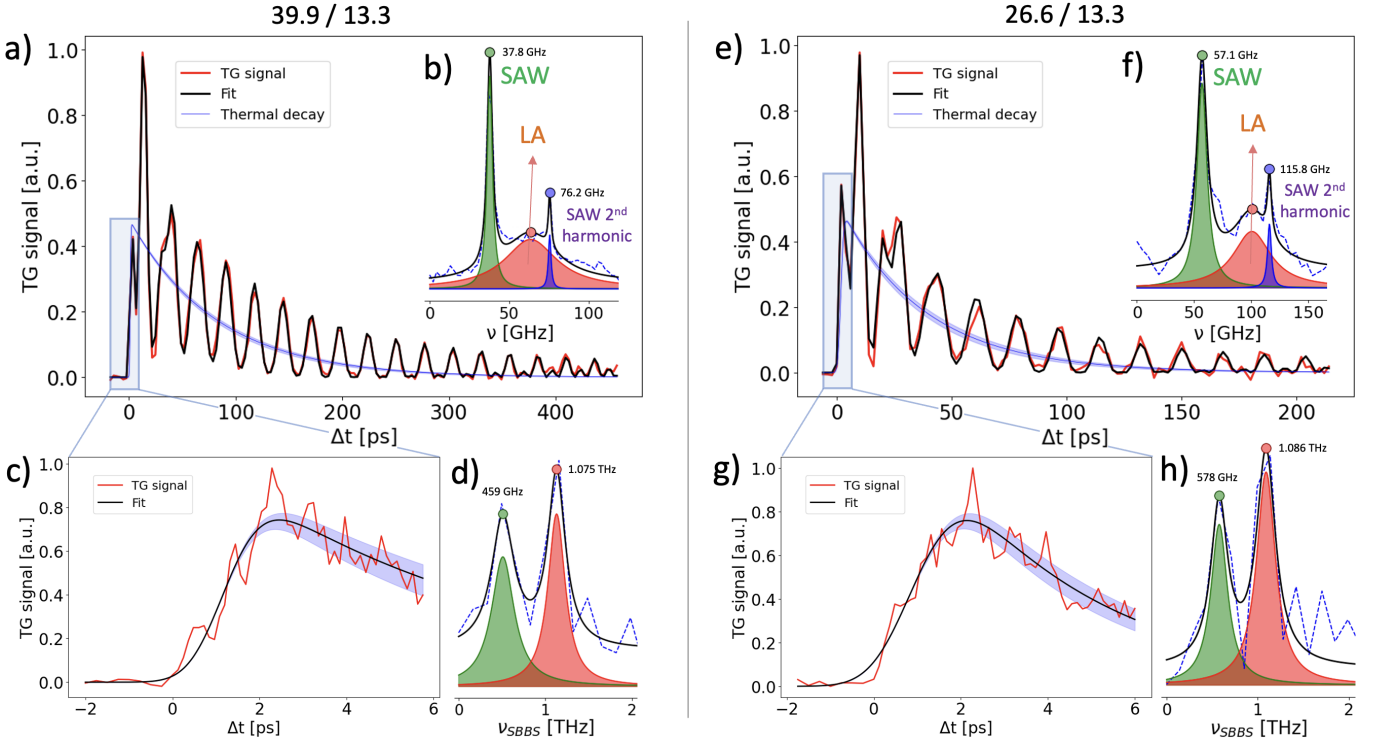 39.9 / 13.3
26.6 / 13.3
a)
TG signal [a.u.]
1.0
0.8
0.6
0.4
0.2
0.0
0
100
200
300
400
Δt [ps]
TG signal
Fit
Thermal decay
b)
37.8 GHz
SAW
LA
76.2 GHz
SAW 2nd
harmonic
0
50
100
ν [GHz]
c)
TG signal [a.u.]
1.0
0.8
0.6
0.4
0.2
0.0
−2
0
2
4
6
Δt [ps]
TG signal
Fit
d)
459 GHz
1.075 THz
0
1
2
νSBBS [THz]
e)
TG signal [a.u.]
1.0
0.8
0.6
0.4
0.2
0.0
0
50
100
150
200
Δt [ps]
TG signal
Fit
Thermal decay
f)
57.1 GHz
SAW
LA
115.8 GHz
SAW 2nd
harmonic
0
50
100
150
ν [GHz]
g)
TG signal [a.u.]
1.0
0.8
0.6
0.4
0.2
0.0
−2
0
2
4
6
Δt [ps]
TG signal
Fit
h)
578 GHz
1.086 THz
0
1
2
νSBBS [THz]